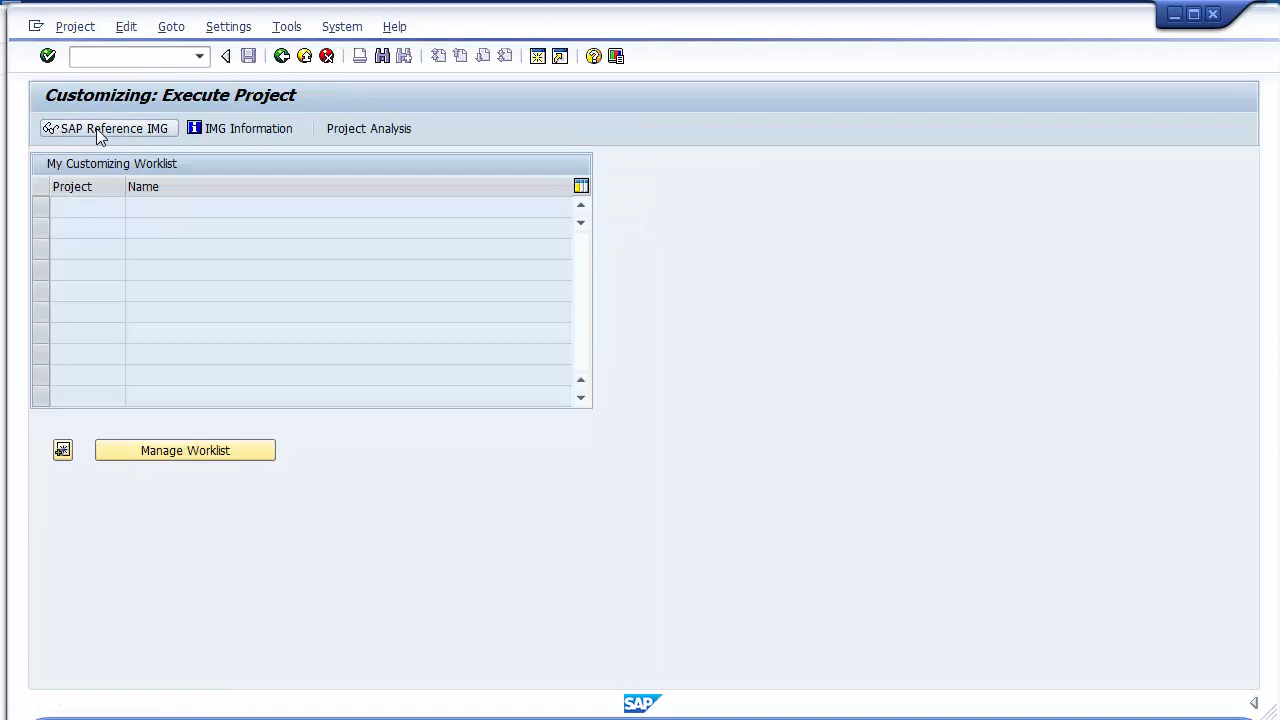 Project Edit Goto Settings Tools System Help
Customizing: Execute Project
SAP Reference IMG IMG Information Project Analysis
My Customizing Worklist
Project Name
Manage Worklist
SAP